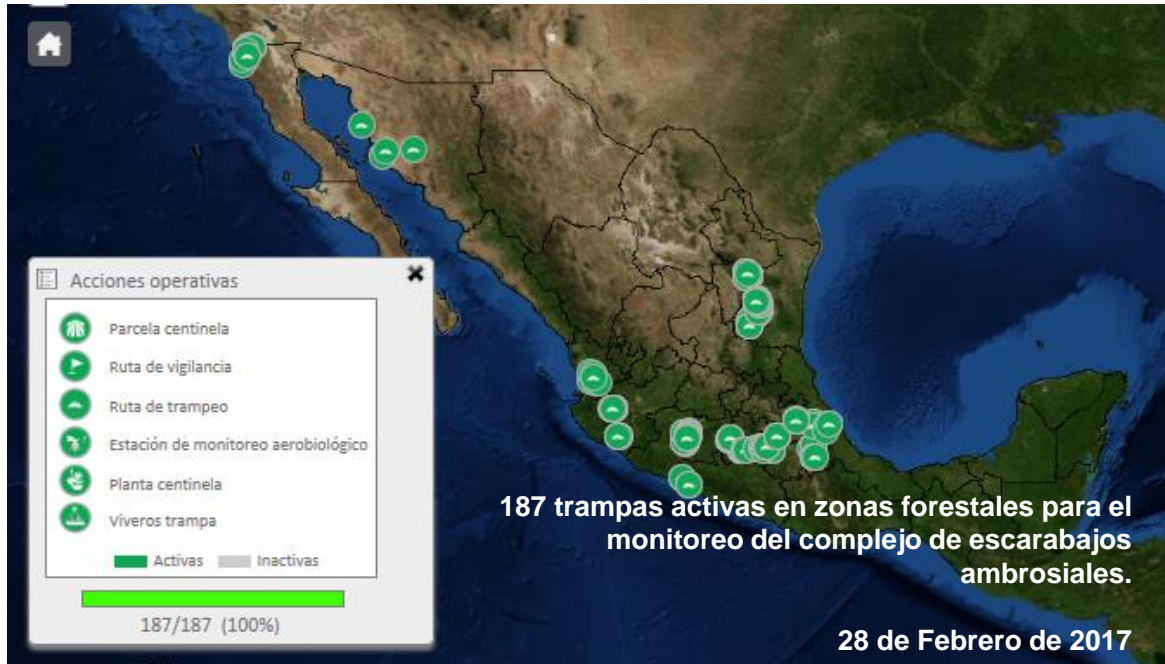 Acciones operativas
Parcela centinela
Ruta de vigilancia
Ruta de trampeo
Estación de monitoreo aerobiológico
Planta centinela
Viveros trampa
Activas Inactivas
187/187 (100%)
187 trampas activas en zonas forestales para el
monitoreo del complejo de escarabajos
ambrosiales.
28 de Febrero de 2017